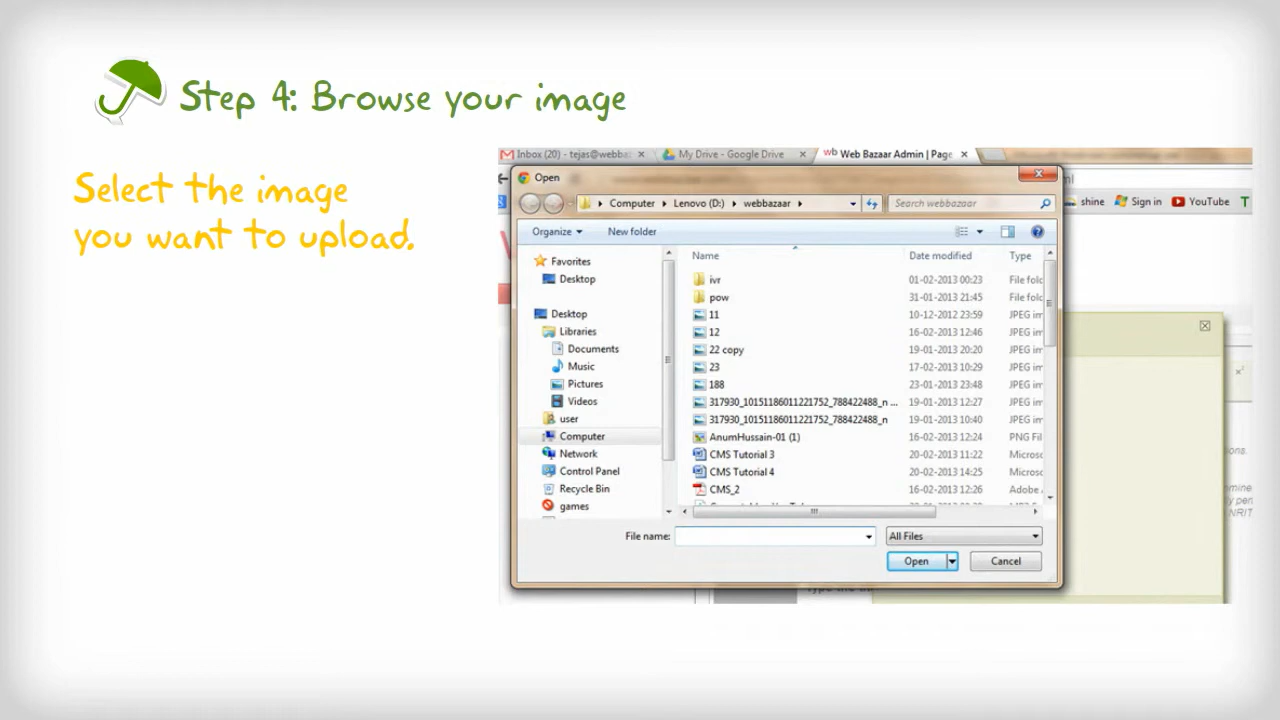 Step 4: Browse your image
Select the image
you want to upload.
Inbox (20) - tejas@webba
My Drive - Google Drive
wb Web Bazaar Admin | Page
Open
ml
Computer
Lenovo (D:)
webbazaar
Search webbazaar
shine
Sign in
YouTube
Organize
New folder
Name
Date modified
Type
Favorites
Desktop
Desktop
Libraries
Documents
Music
Pictures
Videos
user
Computer
Network
Control Panel
Recycle Bin
games
ivr 01-02-2013 00:23 File fold
pow 31-01-2013 21:45 File fold
11 10-12-2012 23:59 JPEG im
12 16-02-2013 12:46 JPEG im
22 copy 19-01-2013 20:20 JPEG im
23 17-02-2013 10:29 JPEG im
188 23-01-2013 23:48 JPEG im
317930_10151186011221752_788422488_n ... 19-01-2013 12:27 JPEG im
317930_10151186011221752_788422488_n 19-01-2013 10:40 JPEG im
AnumHussain-01 (1) 16-02-2013 12:24 PNG Fil
CMS Tutorial 3 20-02-2013 11:22 Microso
CMS Tutorial 4 20-02-2013 14:25 Microso
CMS_2 16-02-2013 12:26 Adobe
File name:
All Files
Open
Cancel